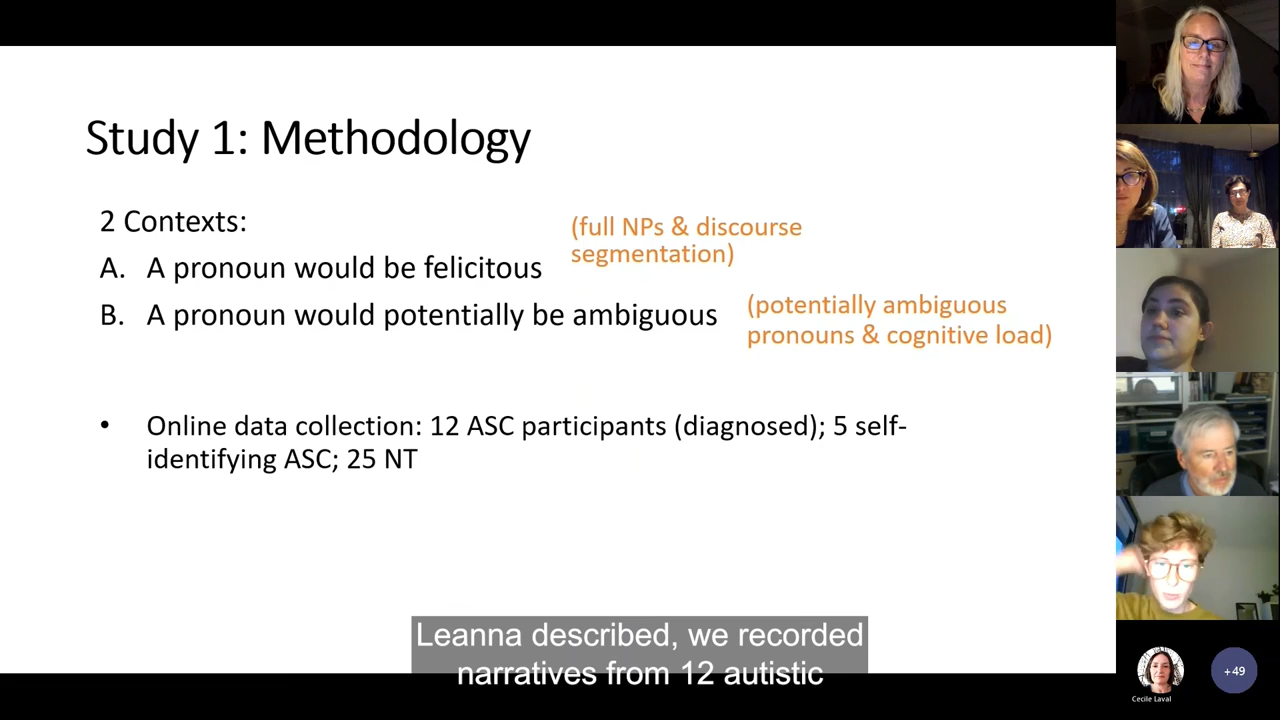 Study 1: Methodology
2 Contexts:
A. A pronoun would be felicitous
(full NPs & discourse
segmentation)
B. A pronoun would potentially be ambiguous
(potentially ambiguous
pronouns & cognitive load)
• Online data collection: 12 ASC participants (diagnosed); 5 self-
identifying ASC; 25 NT
Leanna described, we recorded
narratives from 12 autistic
Cecile Laval
+49